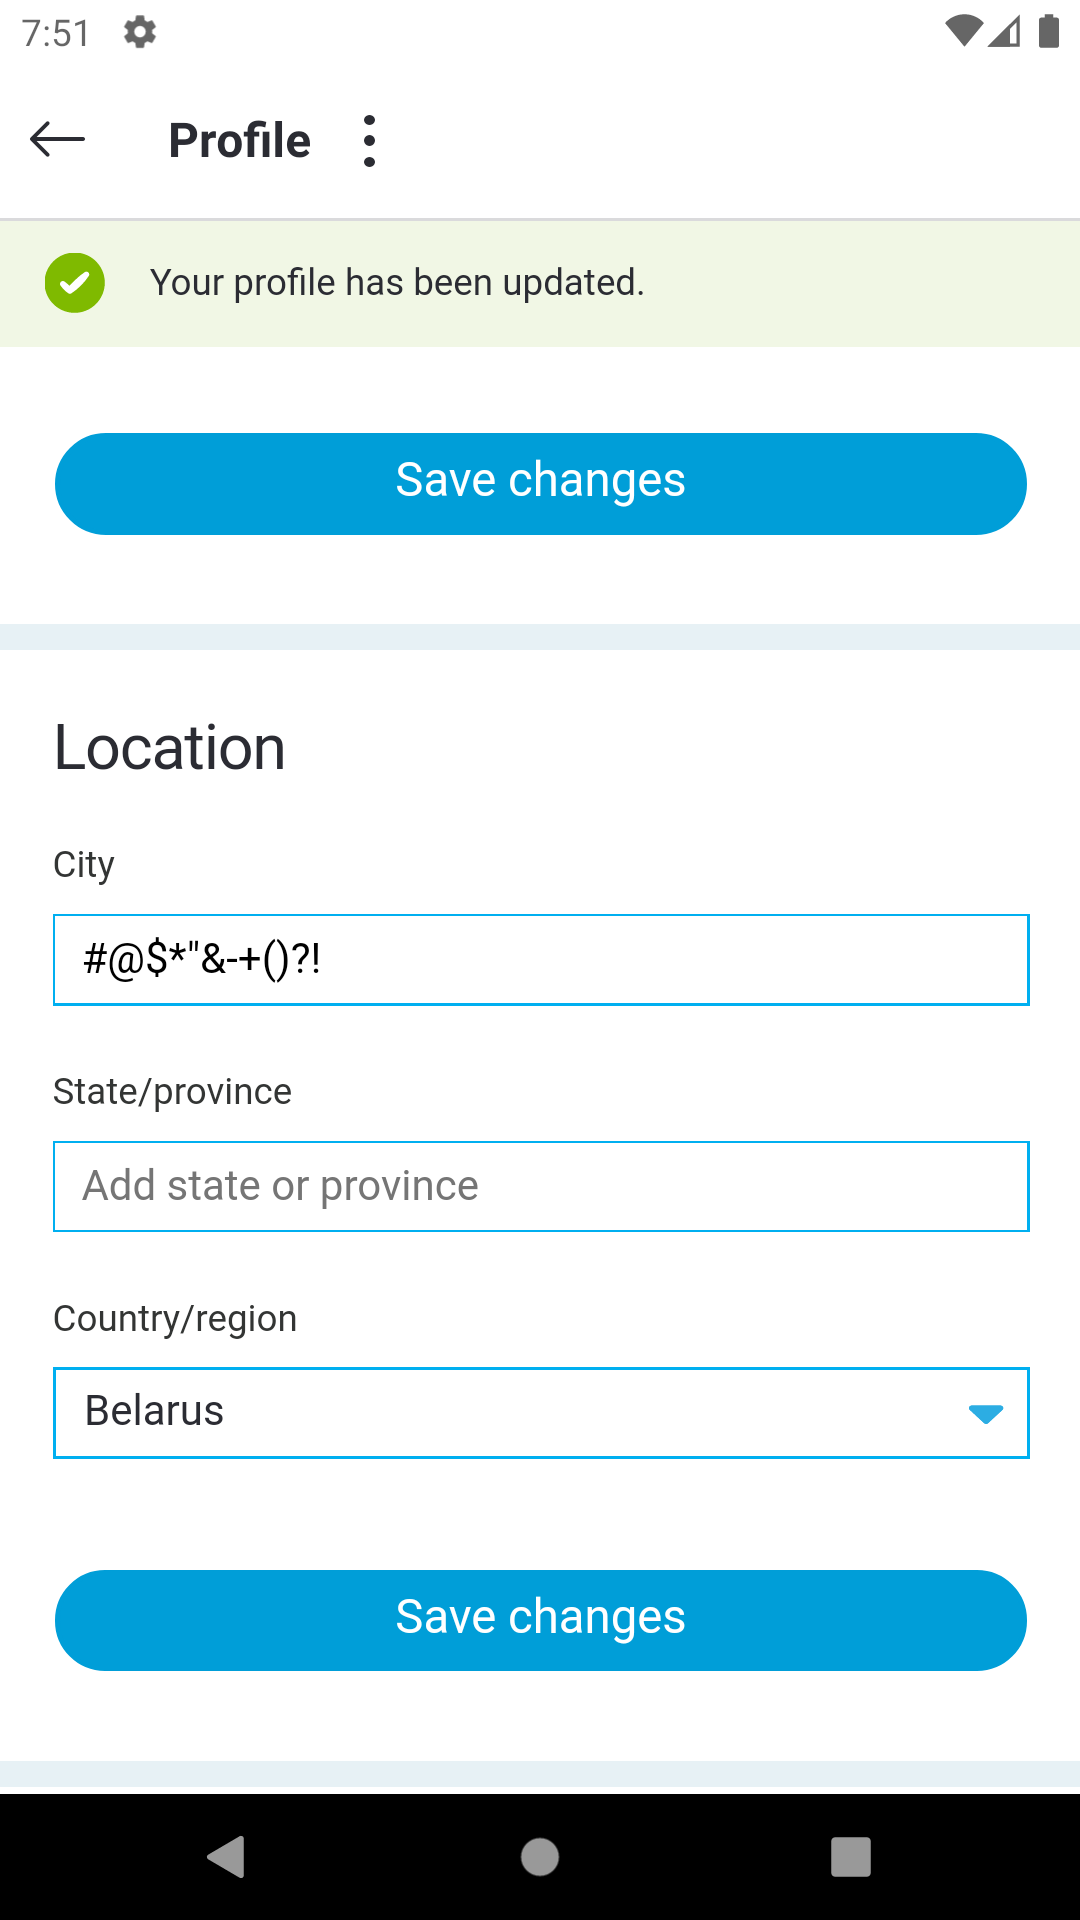 7:51
Profile
Your profile has been updated.
Save changes
Location
City
#@$*"&-+()?!
State/province
Add state or province
Country/region
Belarus
Save changes